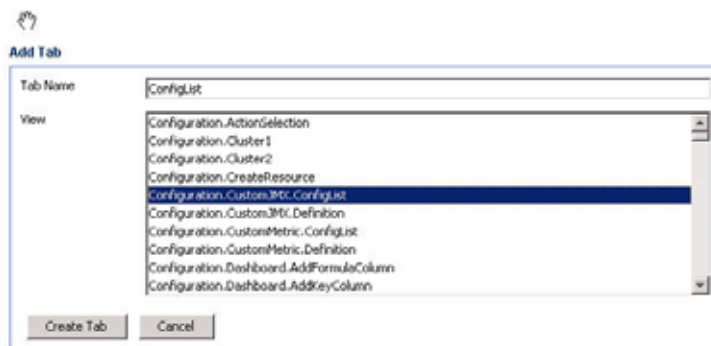 Add Tab
Tab Name
ConfigList
View
Configuration.ActionSelection
Configuration.Cluster1
Configuration.Cluster2
Configuration.CreateResource
Configuration.CustomJMX.ConfigList
Configuration.CustomJMX.Definition
Configuration.CustomMetric.ConfigList
Configuration.CustomMetric.Definition
Configuration.Dashboard.AddFormulaColumn
Configuration.Dashboard.AddKeyColumn
Create Tab Cancel